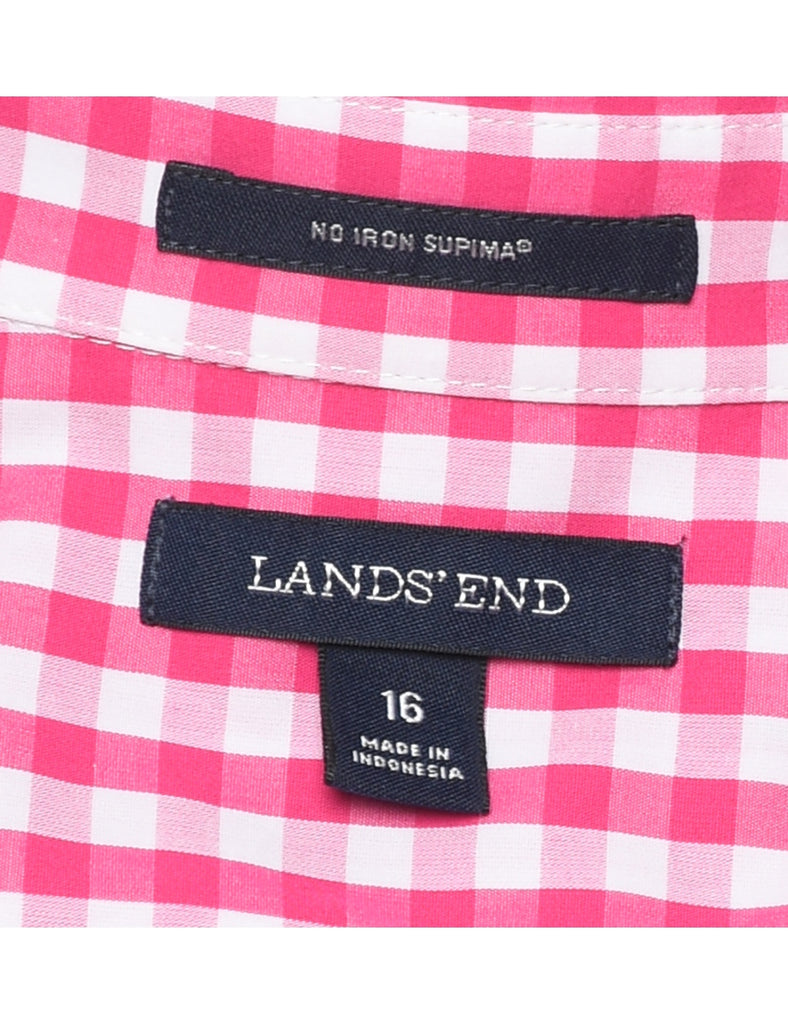 NO IRON SUPIMA®
LANDS' END
16
MADE IN
INDONESIA